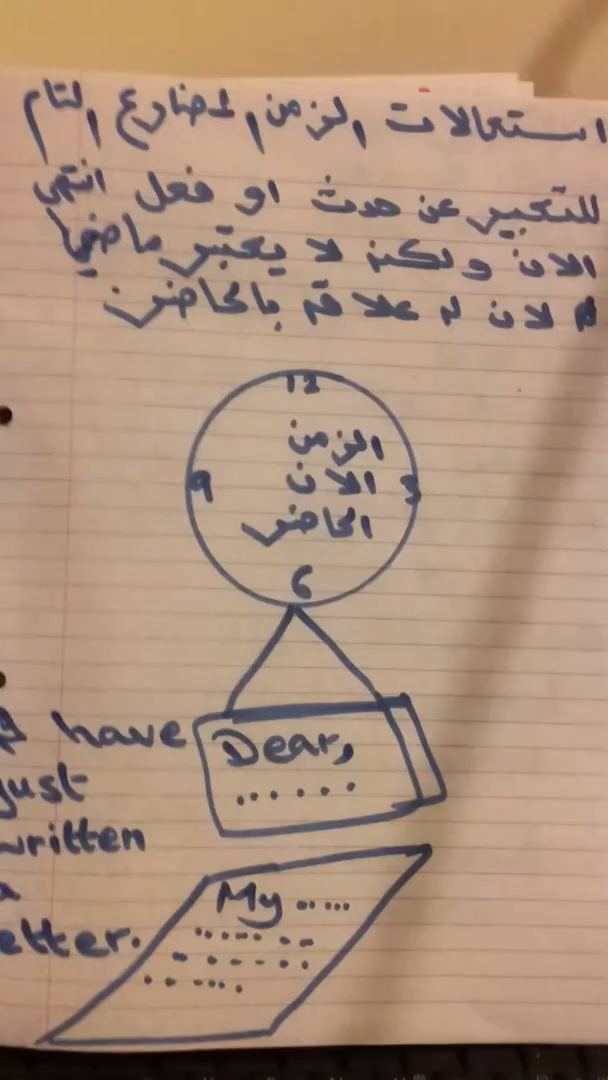 استعمالات الزمن المضارع التام
للتعبير عن حدث او فعل انتهى
الان ولكن لا يعتبر ماضيا
لان له علاقة بالحاضر
12
الزمن
9 الان 3
الحاضر
6
I have
just
written
a
letter.
Dear,
......
My .....